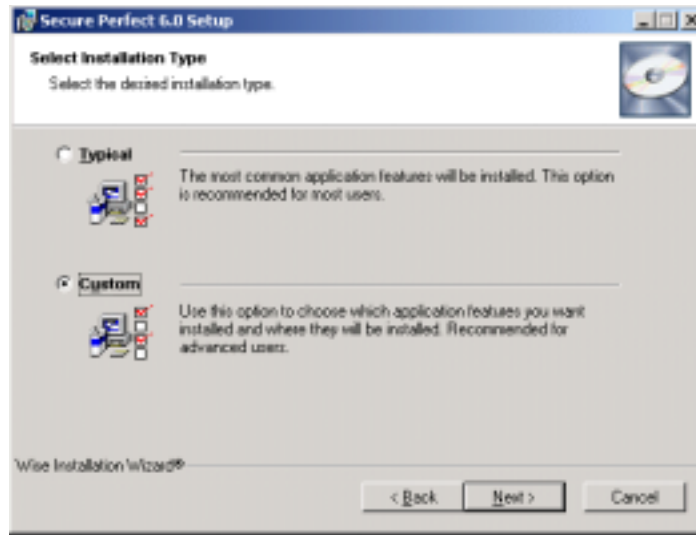 Secure Perfect 6.0 Setup
Select Installation Type
Select the desired installation type.
Typical
The most common application features will be installed. This option
is recommended for most users.
Custom
Use this option to choose which application features you want
installed and where they will be installed. Recommended for
advanced users.
Wise Installation Wizard®
< Back
Next >
Cancel